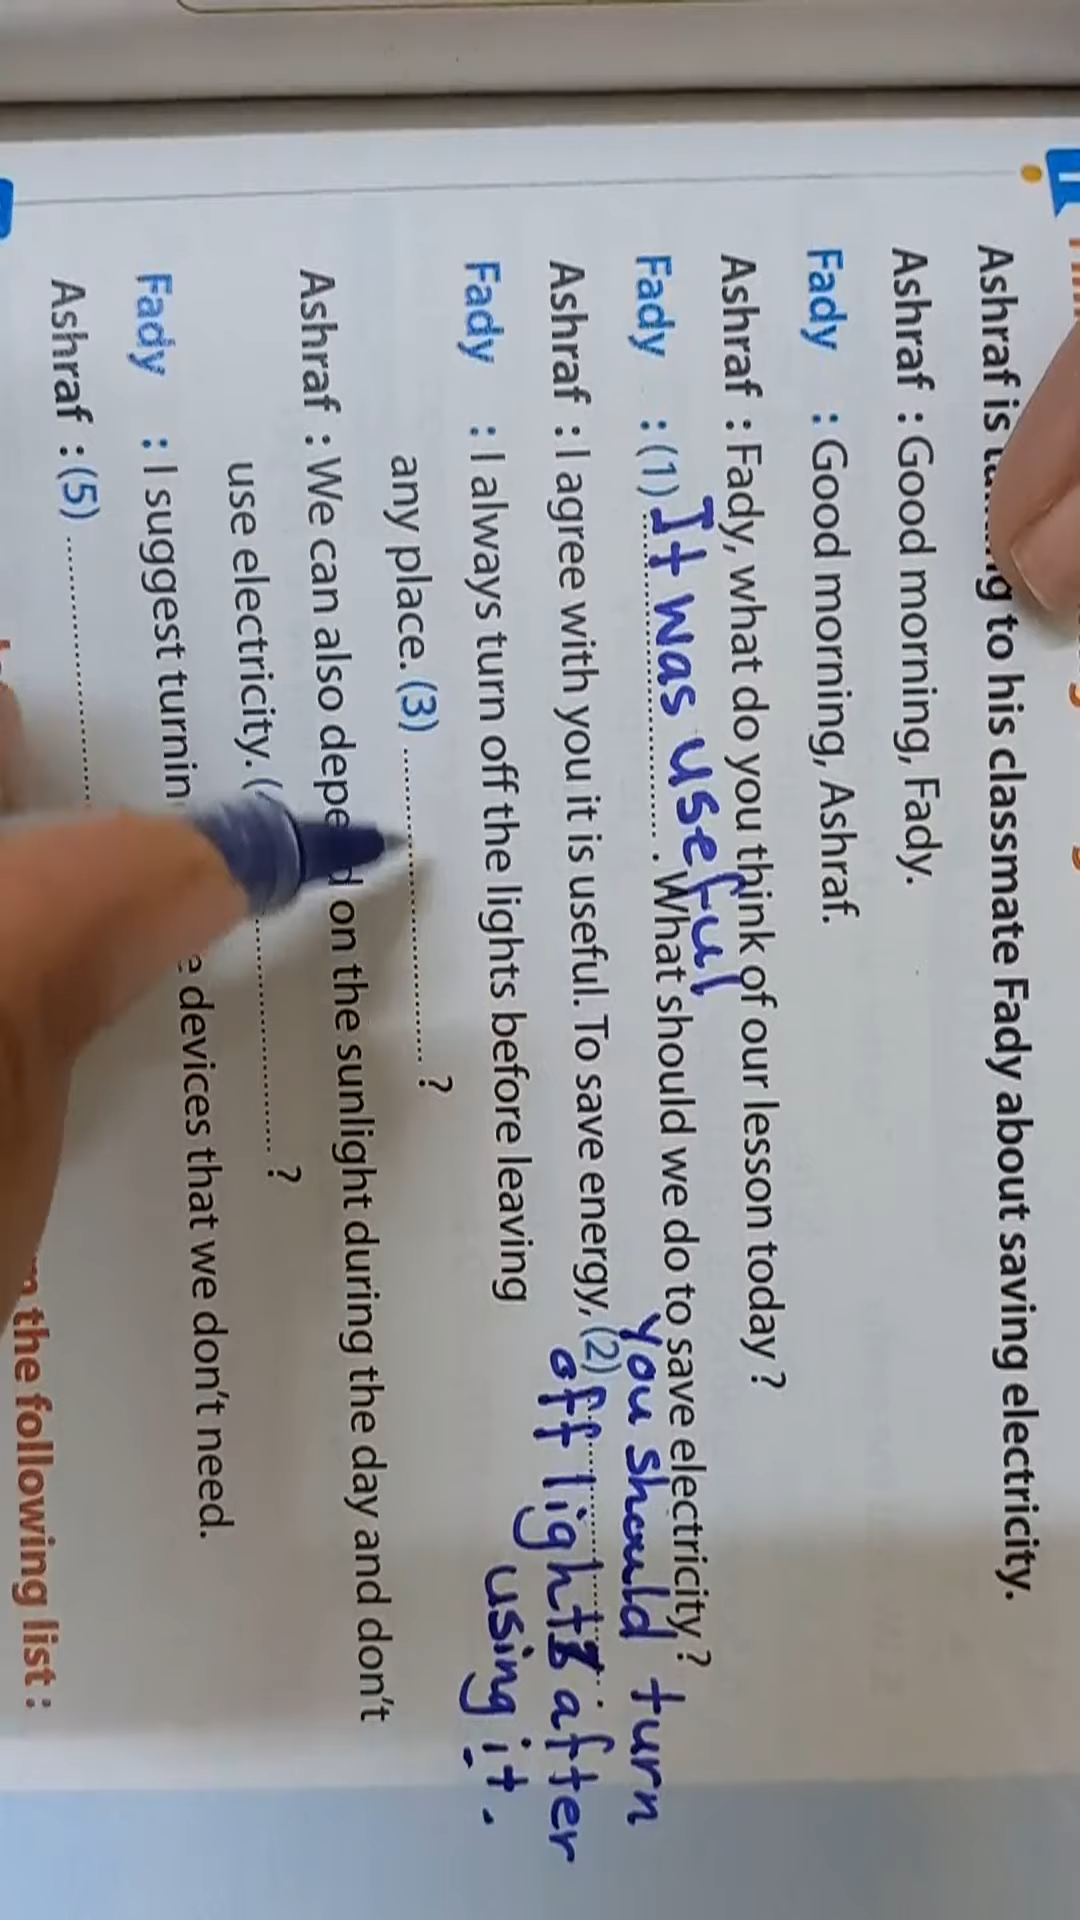 Ashraf is to his classmate Fady about saving electricity.
Ashraf : Good morning, Fady.
Fady : Good morning, Ashraf.
Ashraf : Fady, what do you think of our lesson today ?
Fady : (1) It was useful . What should we do to save electricity ?
Ashraf : I agree with you it is useful. To save energy, (2) you should turn
off lights after
using it.
Fady : I always turn off the lights before leaving
any place. (3) ........................ ?
Ashraf : We can also depend on the sunlight during the day and don't
use electricity. ( ........................ ?
Fady : I suggest devices that we don't need.
Ashraf : (5) ........................
the following list :